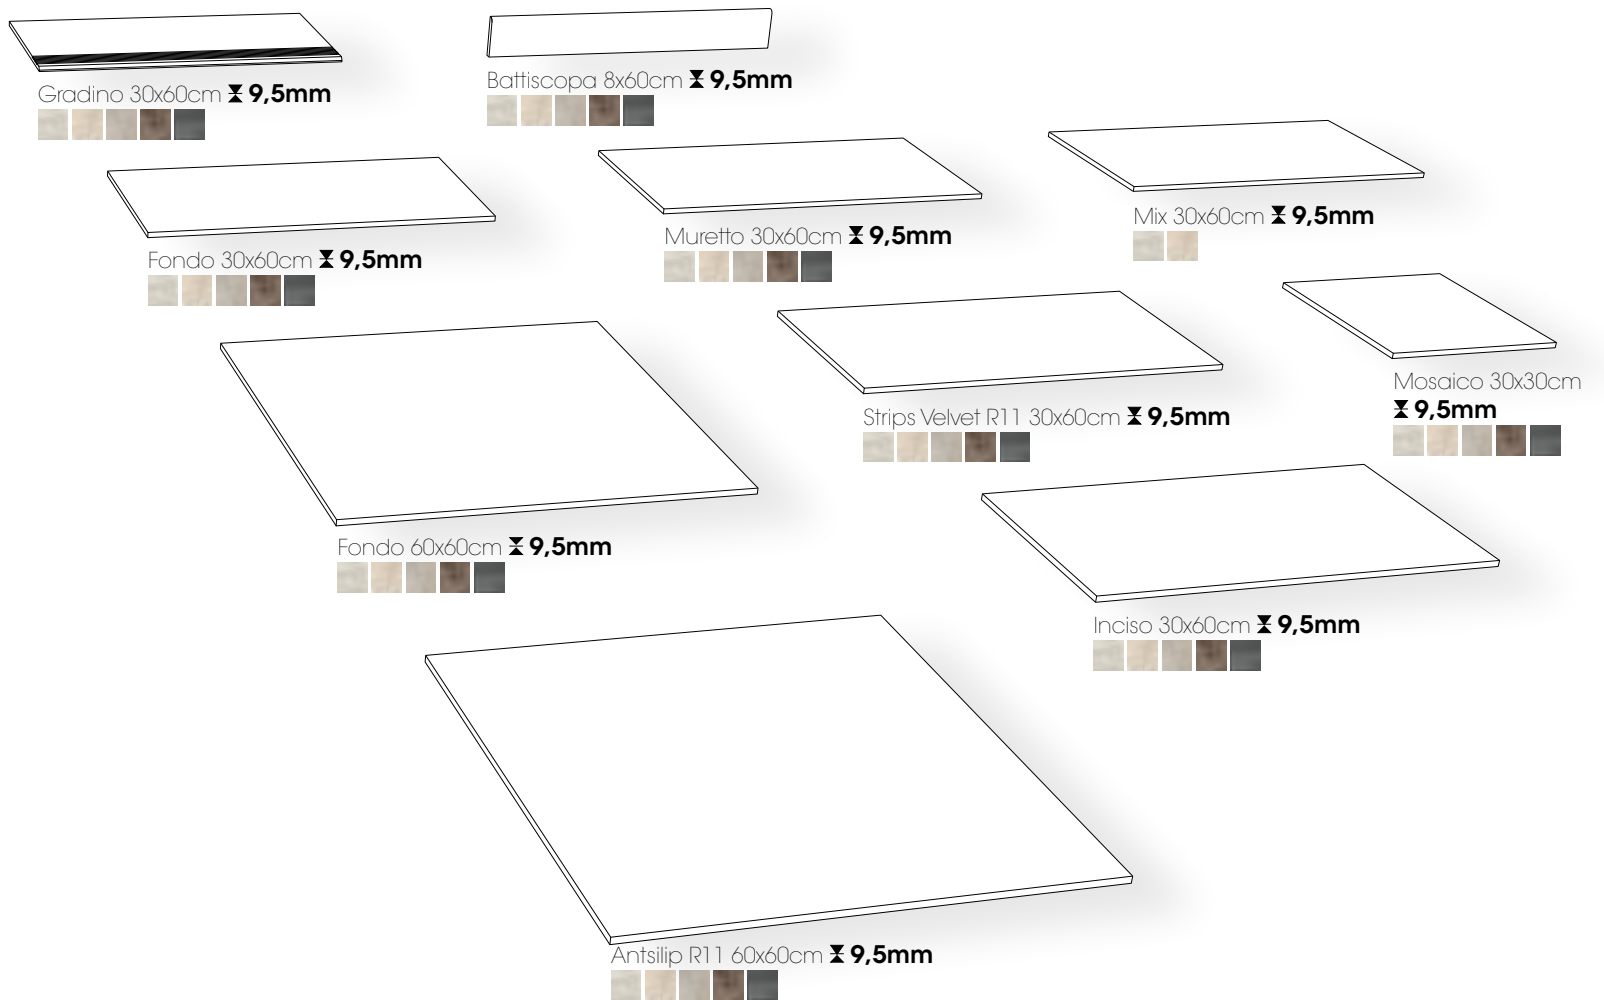 Gradino 30x60cm 9,5mm
Battiscopa 8x60cm 9,5mm
Fondo 30x60cm 9,5mm
Muretto 30x60cm 9,5mm
Mix 30x60cm 9,5mm
Fondo 60x60cm 9,5mm
Strips Velvet R11 30x60cm 9,5mm
Mosaico 30x30cm
9,5mm
Inciso 30x60cm 9,5mm
Antsilip R11 60x60cm 9,5mm